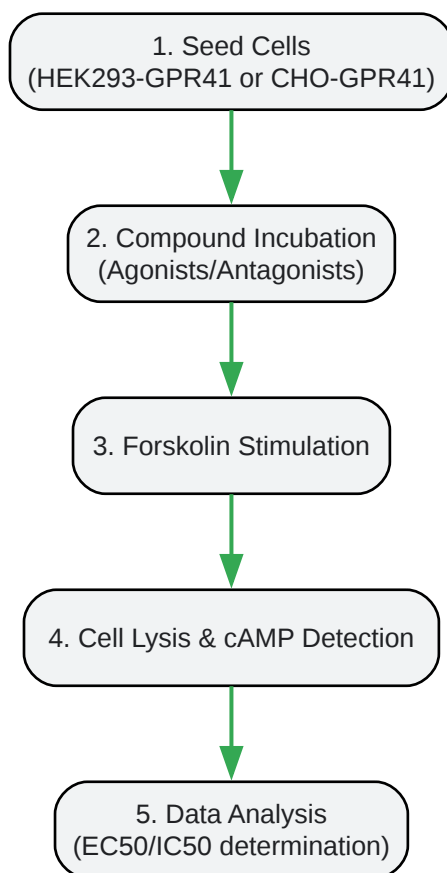 1. Seed Cells
(HEK293-GPR41 or CHO-GPR41)
2. Compound Incubation
(Agonists/Antagonists)
3. Forskolin Stimulation
4. Cell Lysis & cAMP Detection
5. Data Analysis
(EC50/IC50 determination)